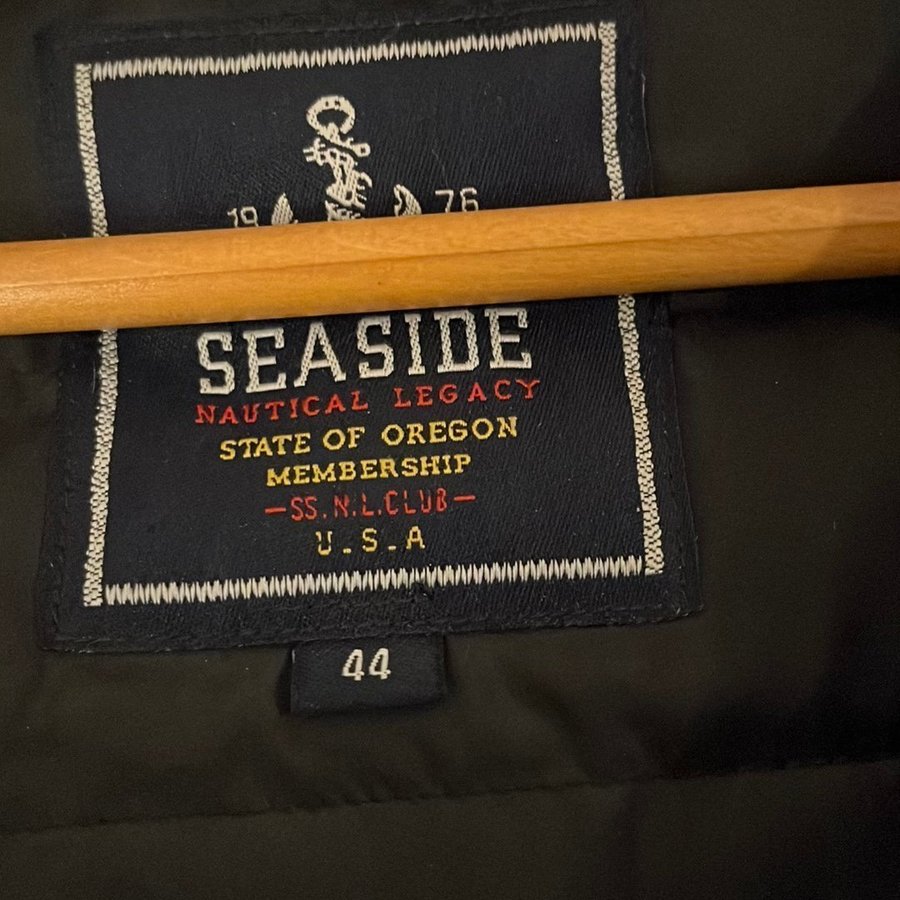 19 76
SEASIDE
NAUTICAL LEGACY
STATE OF OREGON
MEMBERSHIP
-SS.N.L.CLUB-
U.S.A
44